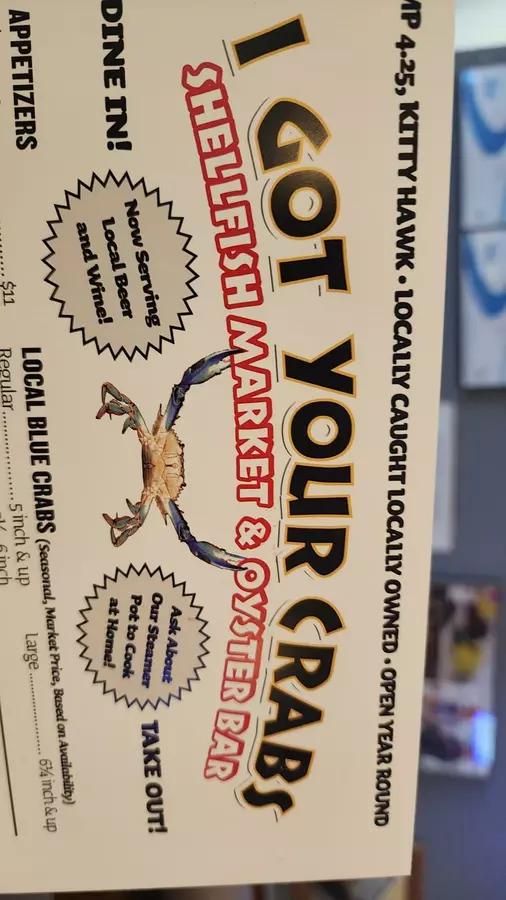 MP 4.25, KITTY HAWK • LOCALLY CAUGHT LOCALLY OWNED • OPEN YEAR ROUND
I GOT YOUR CRABS
SHELLFISH MARKET & OYSTER BAR
DINE IN!
Now Serving
Local Beer
and Wine!
Ask About
Our Steamer
Pot to Cook
at Home!
TAKE OUT!
APPETIZERS
$11
LOCAL BLUE CRABS (Seasonal, Market Price, Based on Availability)
Regular 5 inch & up
Large 6¼ inch & up